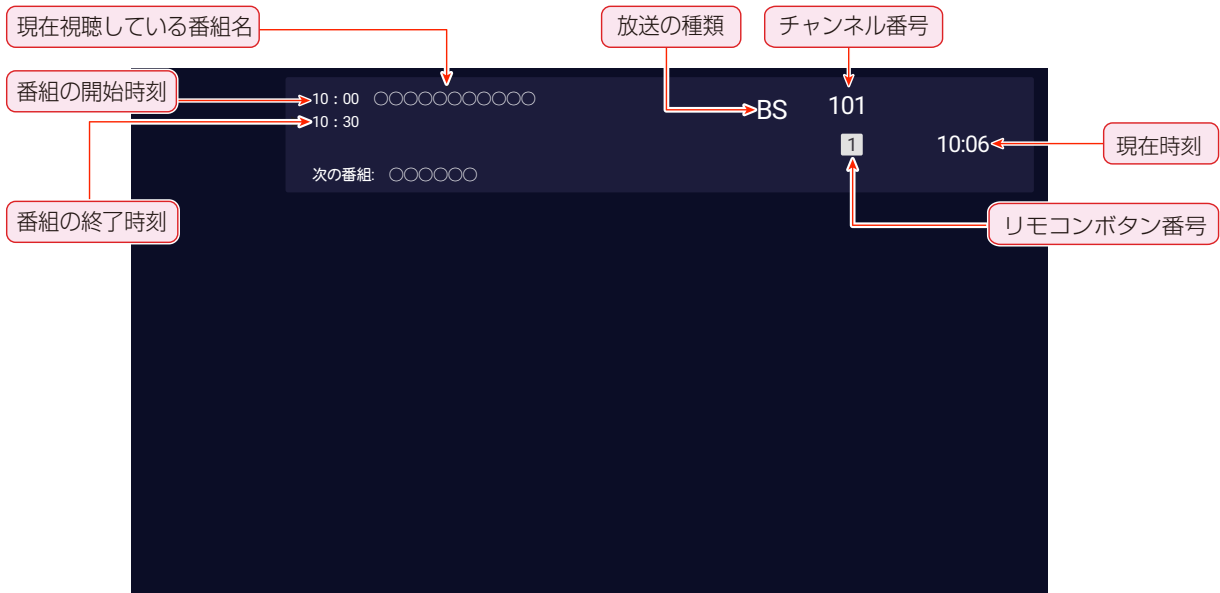 現在視聴している番組名
放送の種類
チャンネル番号
番組の開始時刻
10:00 ○○○○○○○○○○○
BS
101
10:30
1
10:06
現在時刻
次の番組: ○○○○○○
番組の終了時刻
リモコンボタン番号